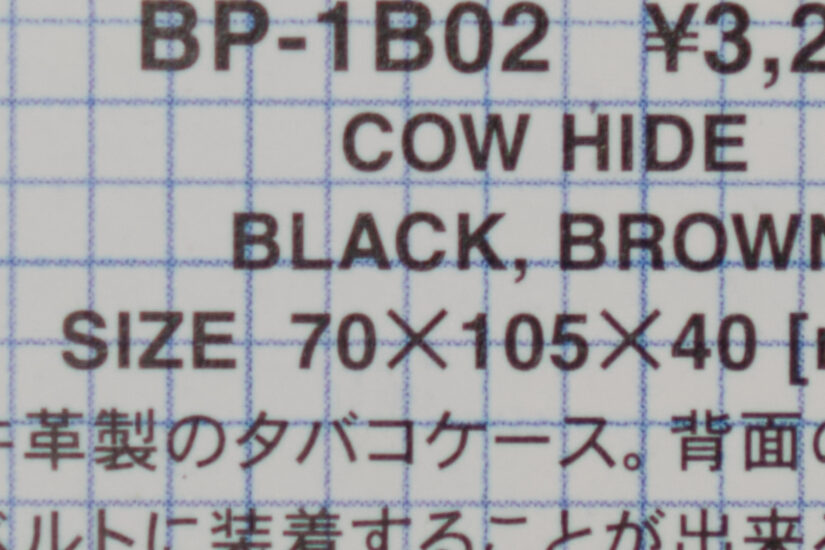 BP-1B02 ¥3,2
COW HIDE
BLACK, BROWN
SIZE 70×105×40 [
革製のタバコケース。背面の
ルトに装着することが出来る